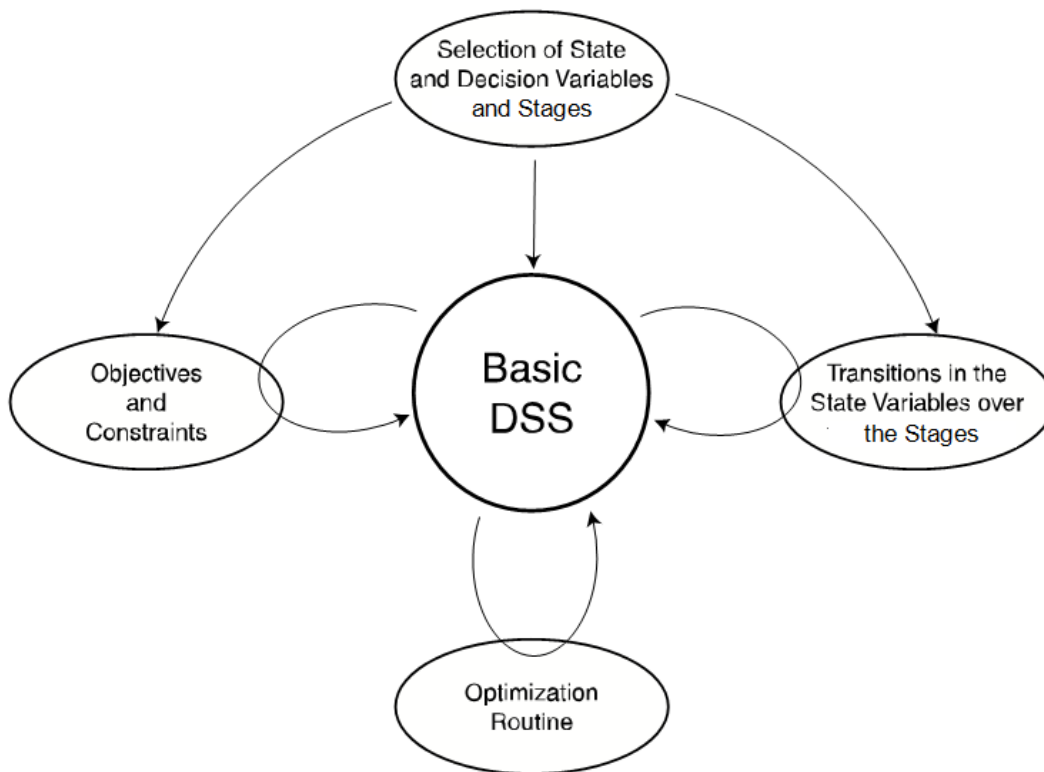 Selection of State
and Decision Variables
and Stages
Objectives
and
Constraints
Basic
DSS
Transitions in the
State Variables over
the Stages
Optimization
Routine